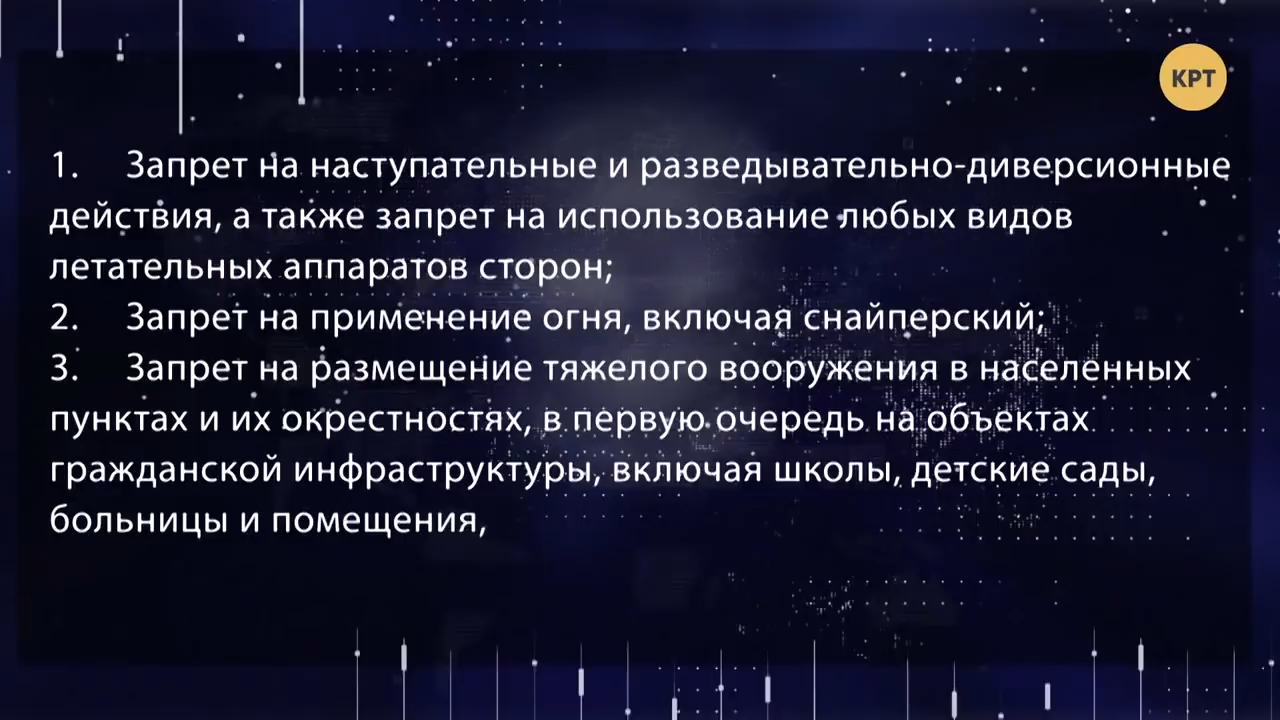 КРТ
1. Запрет на наступательные и разведывательно-диверсионные
действия, а также запрет на использование любых видов
летательных аппаратов сторон;
2. Запрет на применение огня, включая снайперский;
3. Запрет на размещение тяжелого вооружения в населенных
пунктах и их окрестностях, в первую очередь на объектах
гражданской инфраструктуры, включая школы, детские сады,
больницы и помещения,